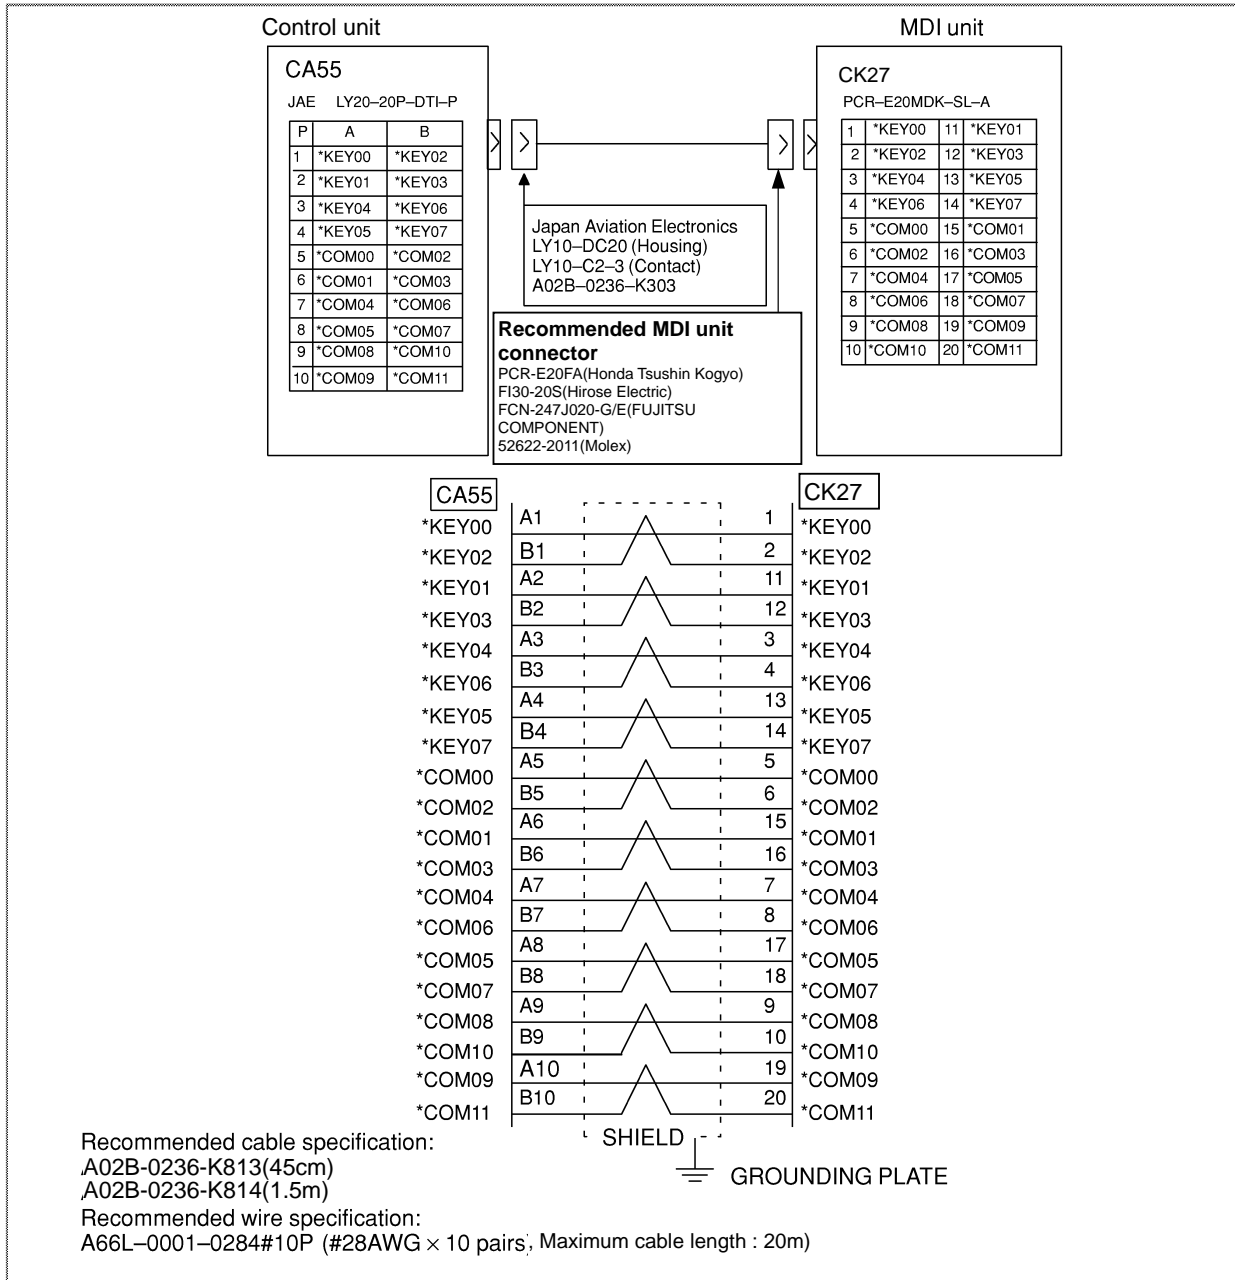 Control unit
MDI unit
CA55
JAE LY20–20P–DTI–P
P A B
1 *KEY00 *KEY02
2 *KEY01 *KEY03
3 *KEY04 *KEY06
4 *KEY05 *KEY07
5 *COM00 *COM02
6 *COM01 *COM03
7 *COM04 *COM06
8 *COM05 *COM07
9 *COM08 *COM10
10 *COM09 *COM11
CK27
PCR–E20MDK–SL–A
1 *KEY00 11 *KEY01
2 *KEY02 12 *KEY03
3 *KEY04 13 *KEY05
4 *KEY06 14 *KEY07
5 *COM00 15 *COM01
6 *COM02 16 *COM03
7 *COM04 17 *COM05
8 *COM06 18 *COM07
9 *COM08 19 *COM09
10 *COM10 20 *COM11
Japan Aviation Electronics
LY10–DC20 (Housing)
LY10–C2–3 (Contact)
A02B–0236–K303
Recommended MDI unit
connector
PCR-E20FA(Honda Tsushin Kogyo)
FI30-20S(Hirose Electric)
FCN-247J020-G/E(FUJITSU
COMPONENT)
52622-2011(Molex)
CA55 CK27
*KEY00 A1 1 *KEY00
*KEY02 B1 2 *KEY02
*KEY01 A2 11 *KEY01
*KEY03 B2 12 *KEY03
*KEY04 A3 3 *KEY04
*KEY06 B3 4 *KEY06
*KEY05 A4 13 *KEY05
*KEY07 B4 14 *KEY07
*COM00 A5 5 *COM00
*COM02 B5 6 *COM02
*COM01 A6 15 *COM01
*COM03 B6 16 *COM03
*COM04 A7 7 *COM04
*COM06 B7 8 *COM06
*COM05 A8 17 *COM05
*COM07 B8 18 *COM07
*COM08 A9 9 *COM08
*COM10 B9 10 *COM10
*COM09 A10 19 *COM09
*COM11 B10 20 *COM11
SHIELD
GROUNDING PLATE
Recommended cable specification:
A02B-0236-K813(45cm)
A02B-0236-K814(1.5m)
Recommended wire specification:
A66L–0001–0284#10P (#28AWG × 10 pairs, Maximum cable length : 20m)